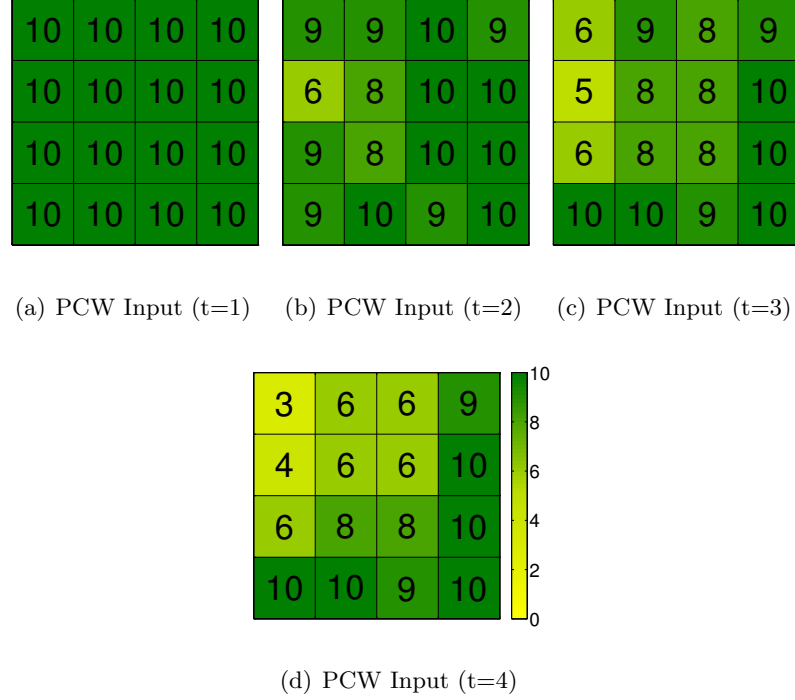 10 10 10 10 9 9 10 9 6 9 8 9
10 10 10 10 6 8 10 10 5 8 8 10
10 10 10 10 9 8 10 10 6 8 8 10
10 10 10 10 9 10 9 10 10 10 9 10
(a) PCW Input (t=1) (b) PCW Input (t=2) (c) PCW Input (t=3)
3 6 6 9
4 6 6 10
6 8 8 10
10 10 9 10
10
8
6
4
2
0
(d) PCW Input (t=4)